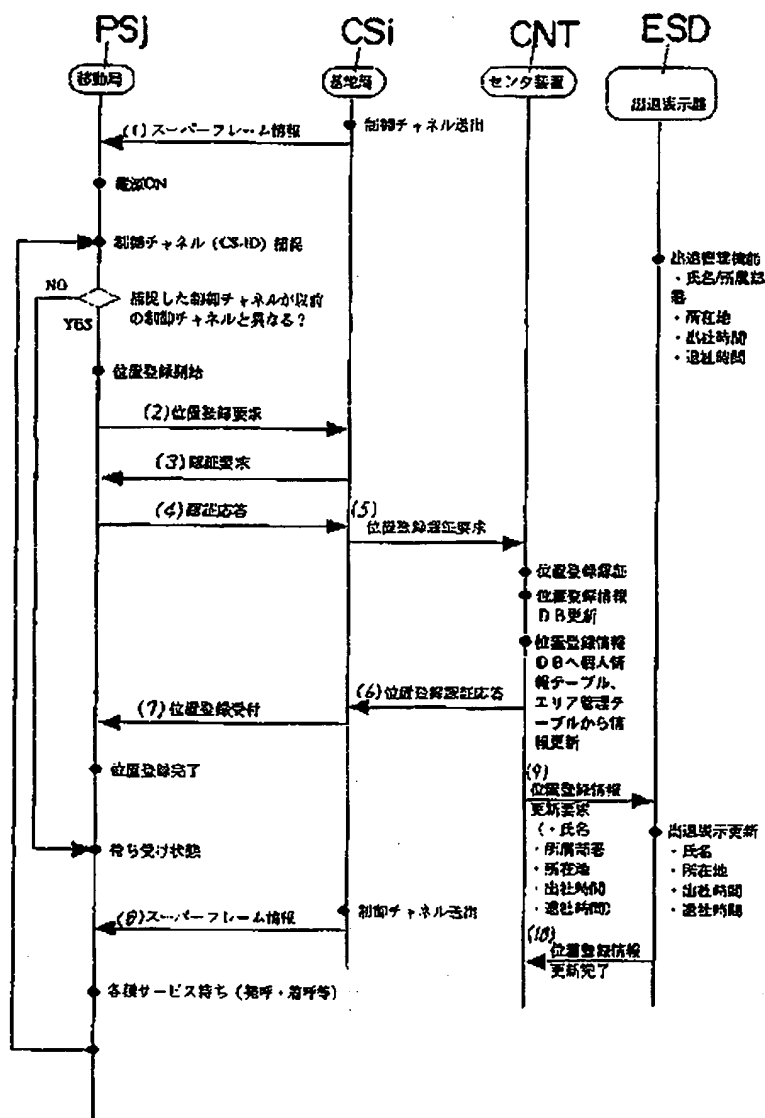 PSj
CSi
CNT
ESD
移動局
基地局
センタ装置
出退表示器
制御チャネル送出
(1)スーパーフレーム情報
電源ON
制御チャネル (CS-ID) 捕捉
出退管理機能
・氏名/所属部
署
・所在地
・出社時間
・退社時間
NO
YES
捕捉した制御チャネルが以前
の制御チャネルと異なる?
位置登録開始
(2)位置登録要求
(3)認証要求
(4)認証応答
(5)
位置登録認証要求
位置登録認証
位置登録情報
DB更新
位置登録情報
DBへ個人情
報テーブル、
エリア管理テ
ーブルから情
報更新
(6)位置登録認証応答
(7)位置登録受付
位置登録完了
(9)
位置登録情報
更新要求
(・氏名
・所属部署
・所在地
・出社時間
・退社時間)
出退表示更新
・氏名
・所在地
・出社時間
・退社時間
待ち受け状態
制御チャネル送出
(8)スーパーフレーム情報
(10)
位置登録情報
更新完了
各種サービス待ち (発呼・着呼等)